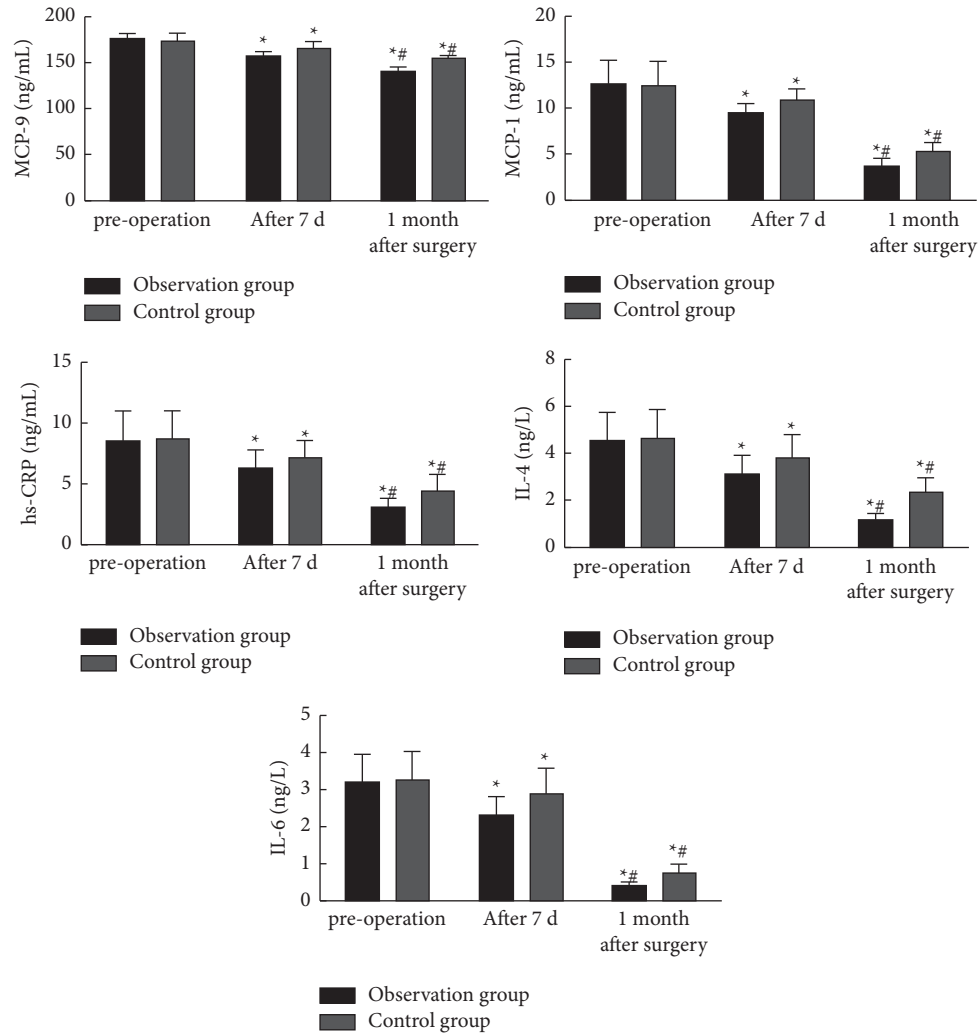 MCP-9 (ng/mL)
200
150
100
50
0
* * *# *#
pre-operation After 7 d 1 month
after surgery
Observation group
Control group
MCP-1 (ng/mL)
20
15
10
5
0
* * *# *#
pre-operation After 7 d 1 month
after surgery
Observation group
Control group
hs-CRP (ng/mL)
15
10
5
0
* * *# *#
pre-operation After 7 d 1 month
after surgery
Observation group
Control group
IL-4 (ng/L)
8
6
4
2
0
* * *# *#
pre-operation After 7 d 1 month
after surgery
Observation group
Control group
IL-6 (ng/L)
5
4
3
2
1
0
* * *# *#
pre-operation After 7 d 1 month
after surgery
Observation group
Control group